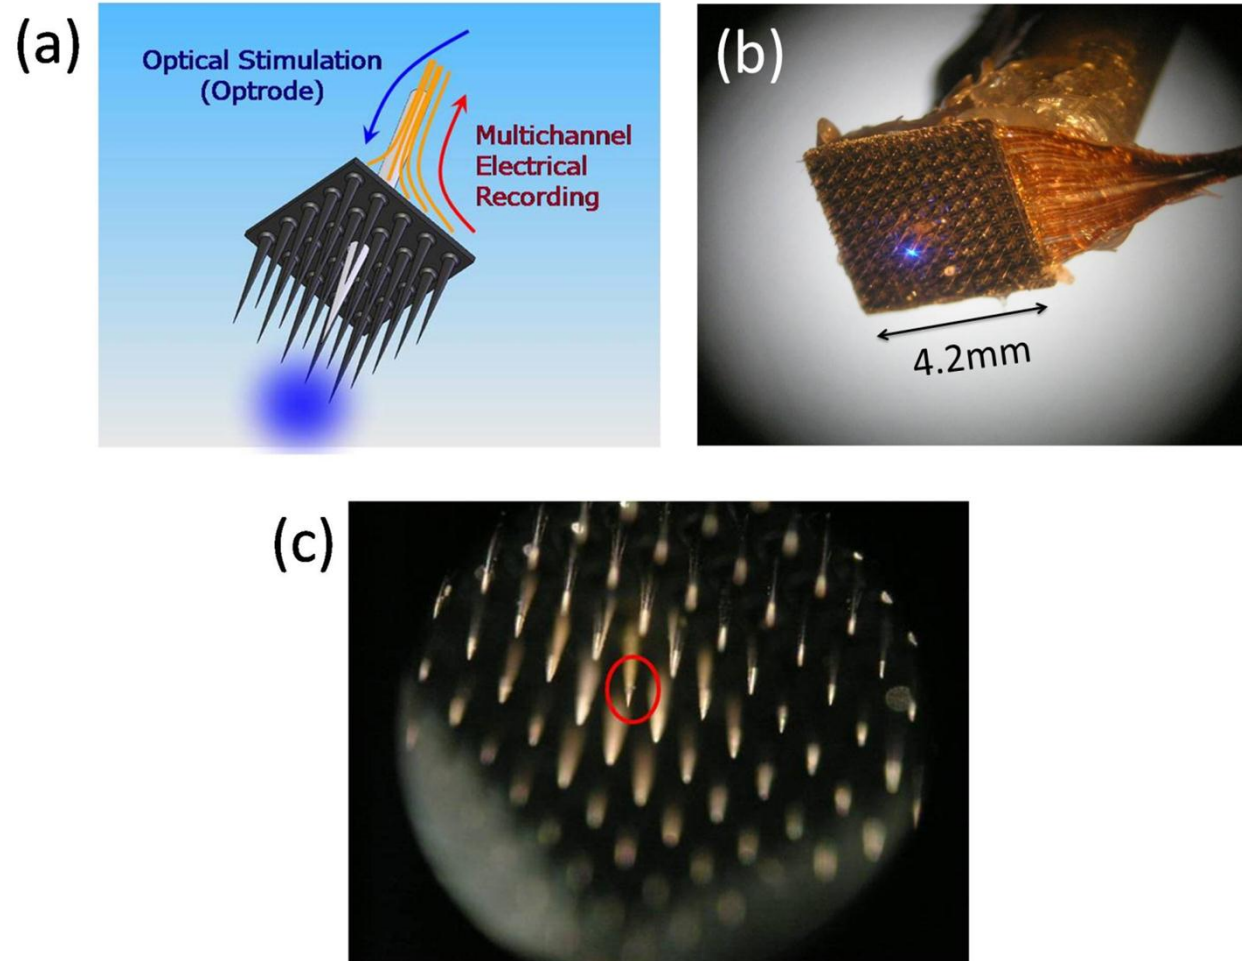 (a)
Optical Stimulation
(Optrode)
Multichannel
Electrical
Recording
(b)
4.2mm
(c)